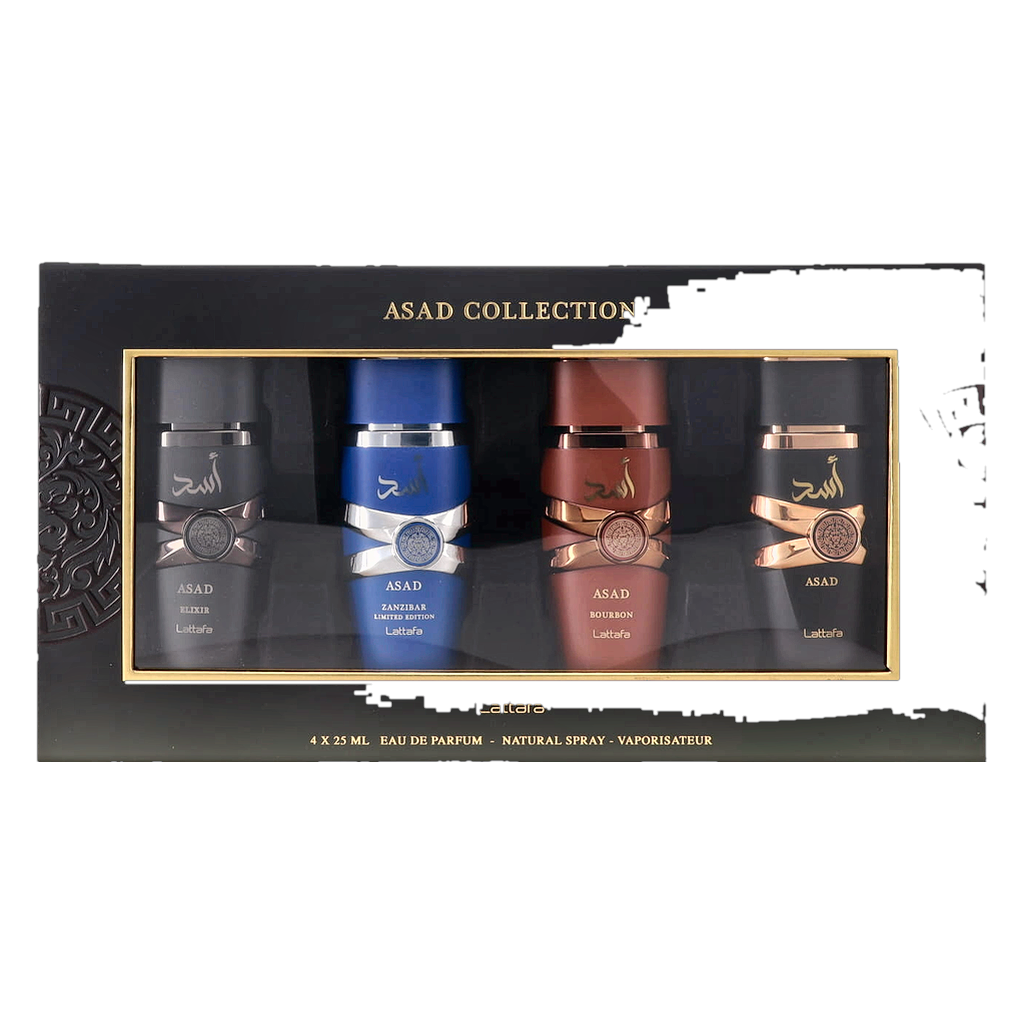 ASAD COLLECTION
أسد
ASAD
ELIXIR
Lattafa
أسد
ASAD
ZANZIBAR
LIMITED EDITION
Lattafa
أسد
ASAD
BOURBON
Lattafa
أسد
ASAD
Lattafa
Lattafa
4 X 25 ML EAU DE PARFUM - NATURAL SPRAY - VAPORISATEUR